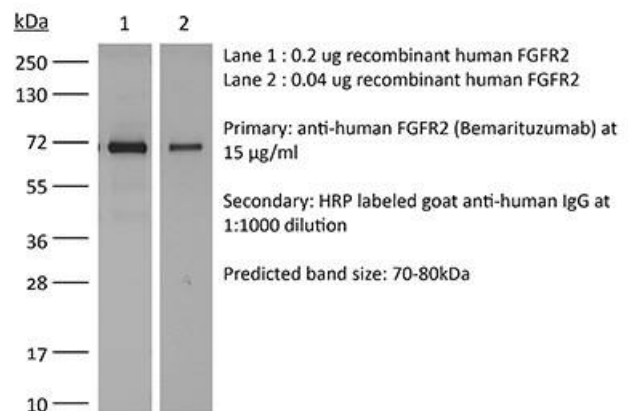 kDa
1 2
250
130
72
55
36
28
17
10
Lane 1 : 0.2 ug recombinant human FGFR2
Lane 2 : 0.04 ug recombinant human FGFR2
Primary: anti-human FGFR2 (Bemarituzumab) at
15 µg/ml
Secondary: HRP labeled goat anti-human IgG at
1:1000 dilution
Predicted band size: 70-80kDa